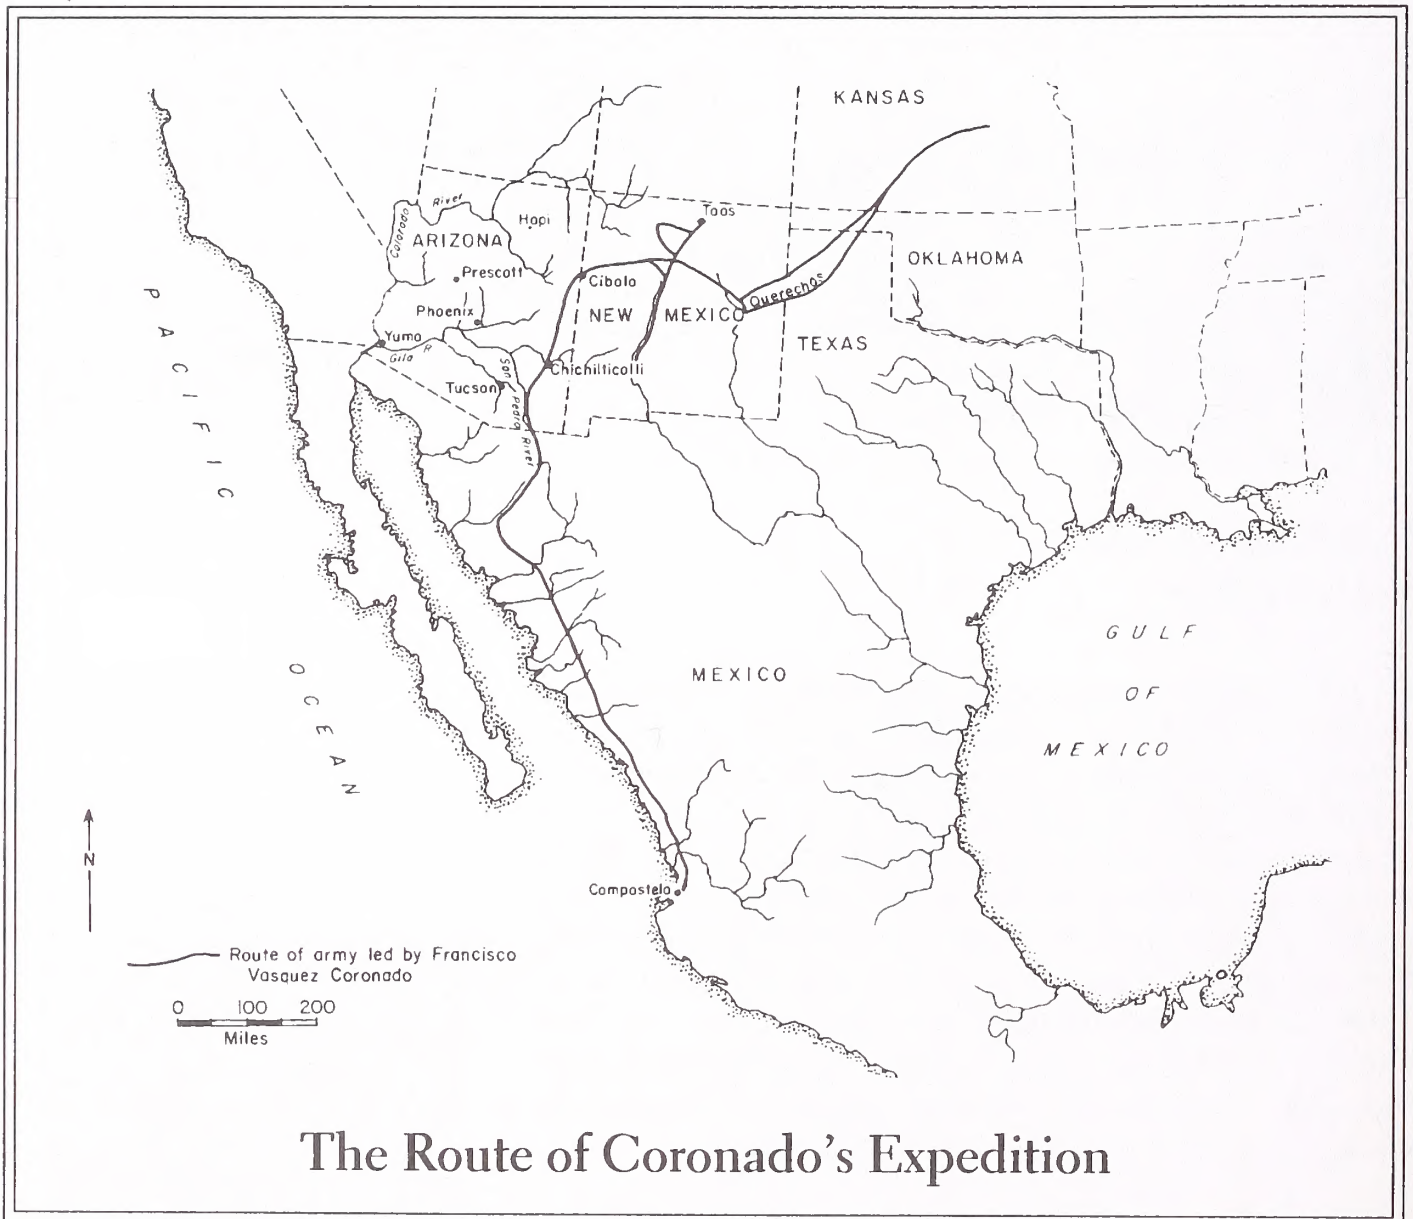 KANSAS
Taos
Colorado River
Hopi
ARIZONA
OKLAHOMA
Prescott
Cibola
Querechos
PACIFIC
Phoenix
NEW MEXICO
Yuma
TEXAS
Gila R
Chichilticalli
San Pedro River
Tucson
GULF
OF
MEXICO
MEXICO
OCEAN
N
Compostela
Route of army led by Francisco
Vasquez Coronado
0 100 200
Miles
The Route of Coronado's Expedition